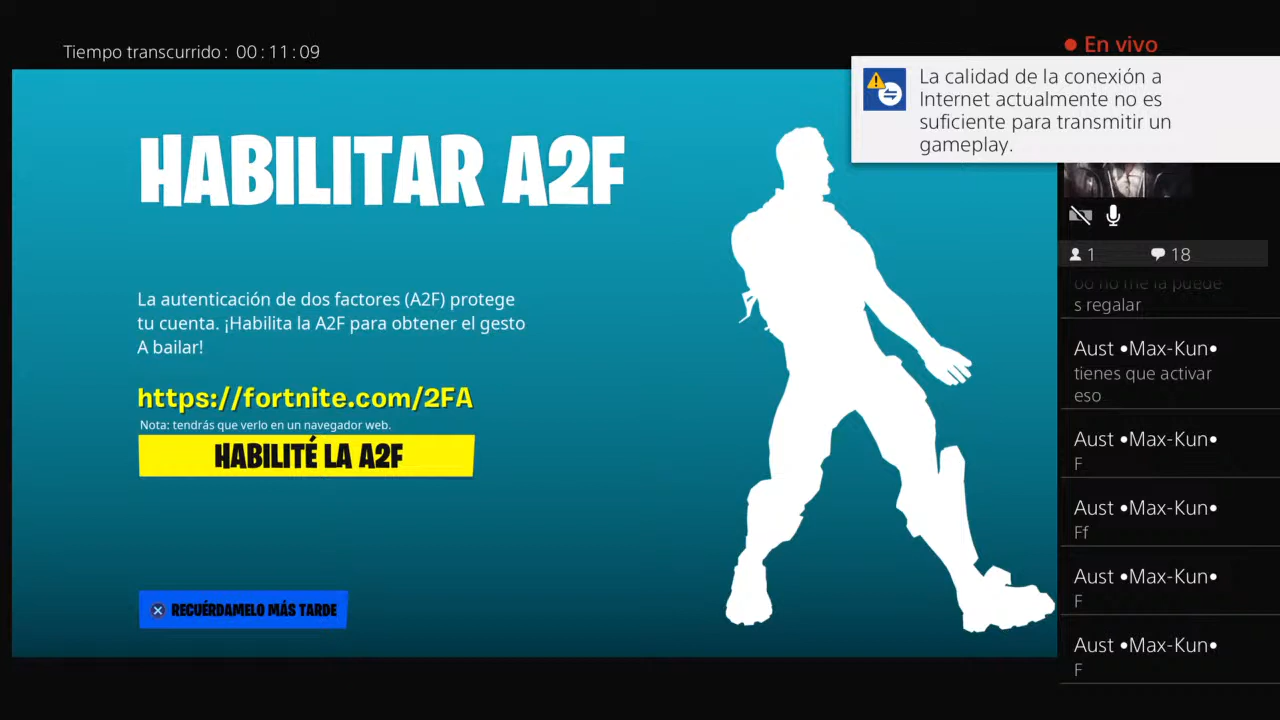 Tiempo transcurrido: 00:11:09
En vivo
La calidad de la conexión a
Internet actualmente no es
suficiente para transmitir un
gameplay.
HABILITAR A2F
La autenticación de dos factores (A2F) protege
tu cuenta. ¡Habilita la A2F para obtener el gesto
A bailar!
https://fortnite.com/2FA
Nota: tendrás que verlo en un navegador web.
HABILITÉ LA A2F
RECUÉRDAMELO MÁS TARDE
1 18
no me la puede
s regalar
Aust •Max-Kun•
tienes que activar
eso
Aust •Max-Kun•
F
Aust •Max-Kun•
Ff
Aust •Max-Kun•
F
Aust •Max-Kun•
F